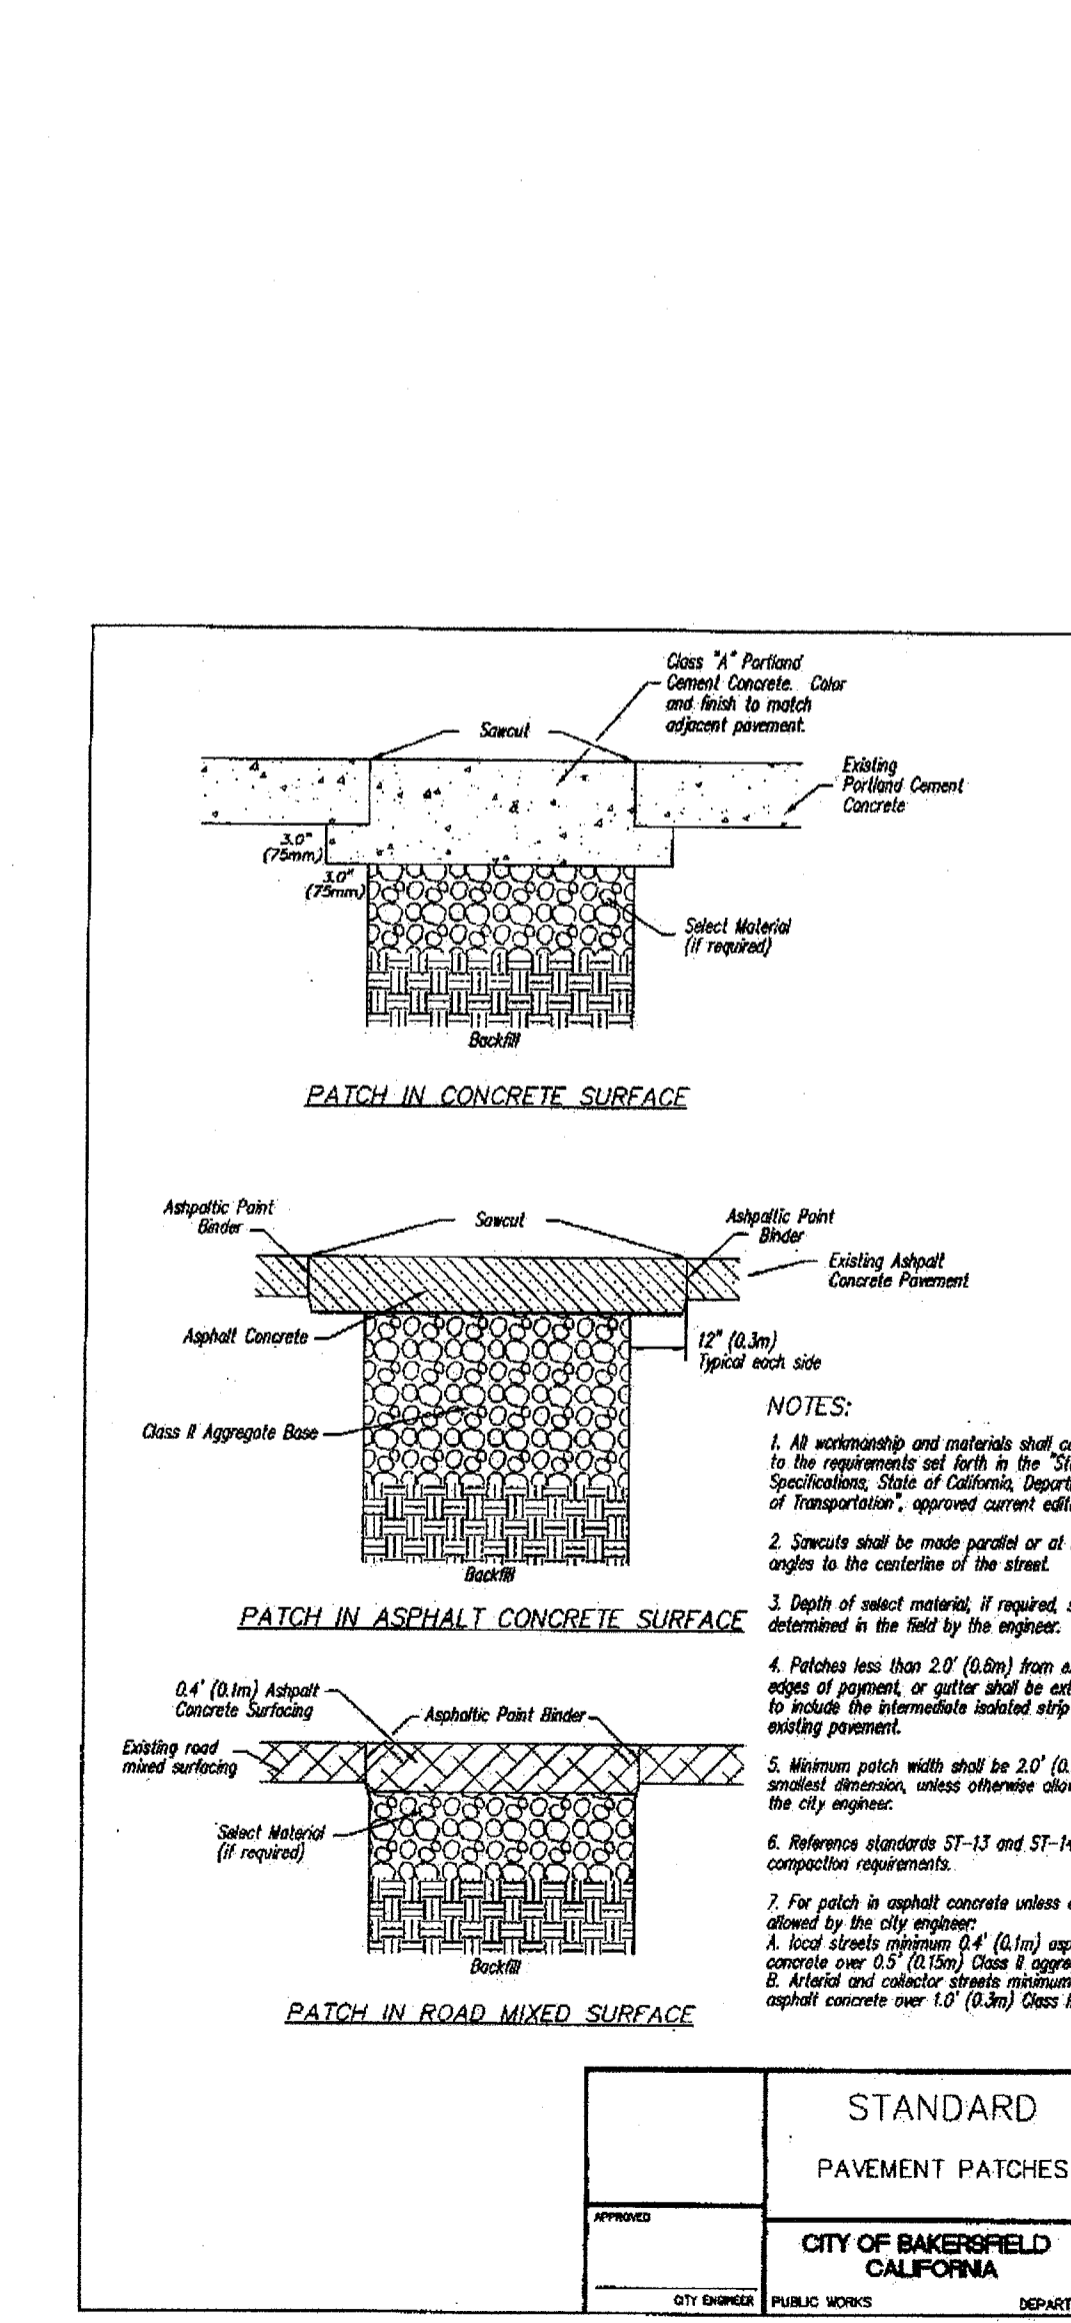 Class "A" Portland
Cement Concrete. Color
and finish to match
adjacent pavement.
Sawcut
Existing
Portland Cement
Concrete
3.0"
(75mm)
3.0"
(75mm)
Select Material
(if required)
Backfill
PATCH IN CONCRETE SURFACE
Ashpaltic Paint
Binder
Sawcut
Ashpaltic Paint
Binder
Existing Ashpalt
Concrete Pavement
Asphalt Concrete
12" (0.3m)
Typical each side
Class II Aggregate Base
Backfill
PATCH IN ASPHALT CONCRETE SURFACE
0.4' (0.1m) Ashpalt
Concrete Surfacing
Asphaltic Paint Binder
Existing road
mixed surfacing
Select Material
(if required)
Backfill
PATCH IN ROAD MIXED SURFACE
NOTES:
1. All workmanship and materials shall
to the requirements set forth in the
Specifications, State of California,
of Transportation", approved current
2. Sawcuts shall be made parallel or at
angles to the centerline of the street.
3. Depth of select material, if required,
determined in the field by the engineer.
4. Patches less than 2.0' (0.6m) from
edges of payment, or gutter shall be
to include the intermediate isolated strip
existing pavement.
5. Minimum patch width shall be 2.0'
smallest dimension, unless otherwise
the city engineer.
6. Reference standards ST-13 and
compaction requirements.
7. For patch in asphalt concrete unless
allowed by the city engineer:
A. local streets minimum 0.4' (0.1m)
concrete over 0.5' (0.15m) Class II
B. Arterial and collector streets minimum
asphalt concrete over 1.0' (0.3m) Class
STANDARD
PAVEMENT PATCHES
APPROVED
CITY ENGINEER
CITY OF BAKERSFIELD
CALIFORNIA
PUBLIC WORKS